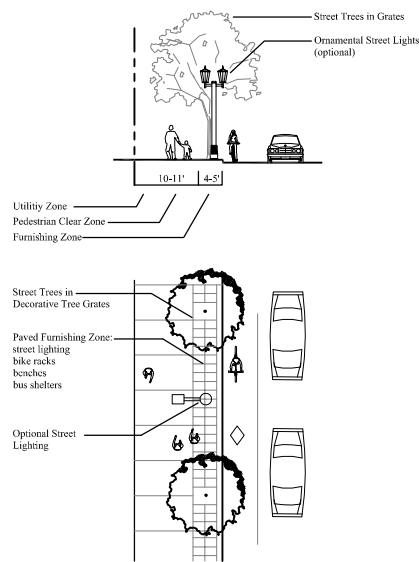 Street Trees in Grates
Ornamental Street Lights
(optional)
10-11' 4-5'
Utilitiy Zone
Pedestrian Clear Zone
Furnishing Zone
Street Trees in
Decorative Tree Grates
Paved Furnishing Zone:
street lighting
bike racks
benches
bus shelters
Optional Street
Lighting